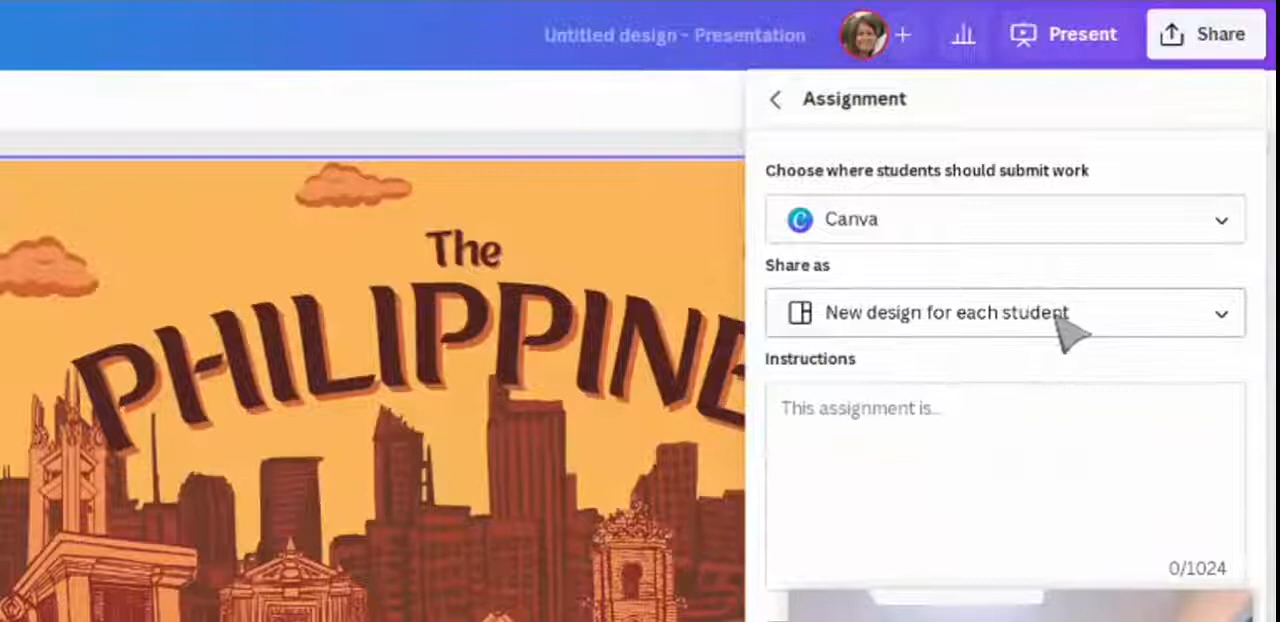 Untitled design - Presentation
Present
Share
Assignment
Choose where students should submit work
Canva
Share as
New design for each student
Instructions
This assignment is...
0/1024
The
PHILIPPINE